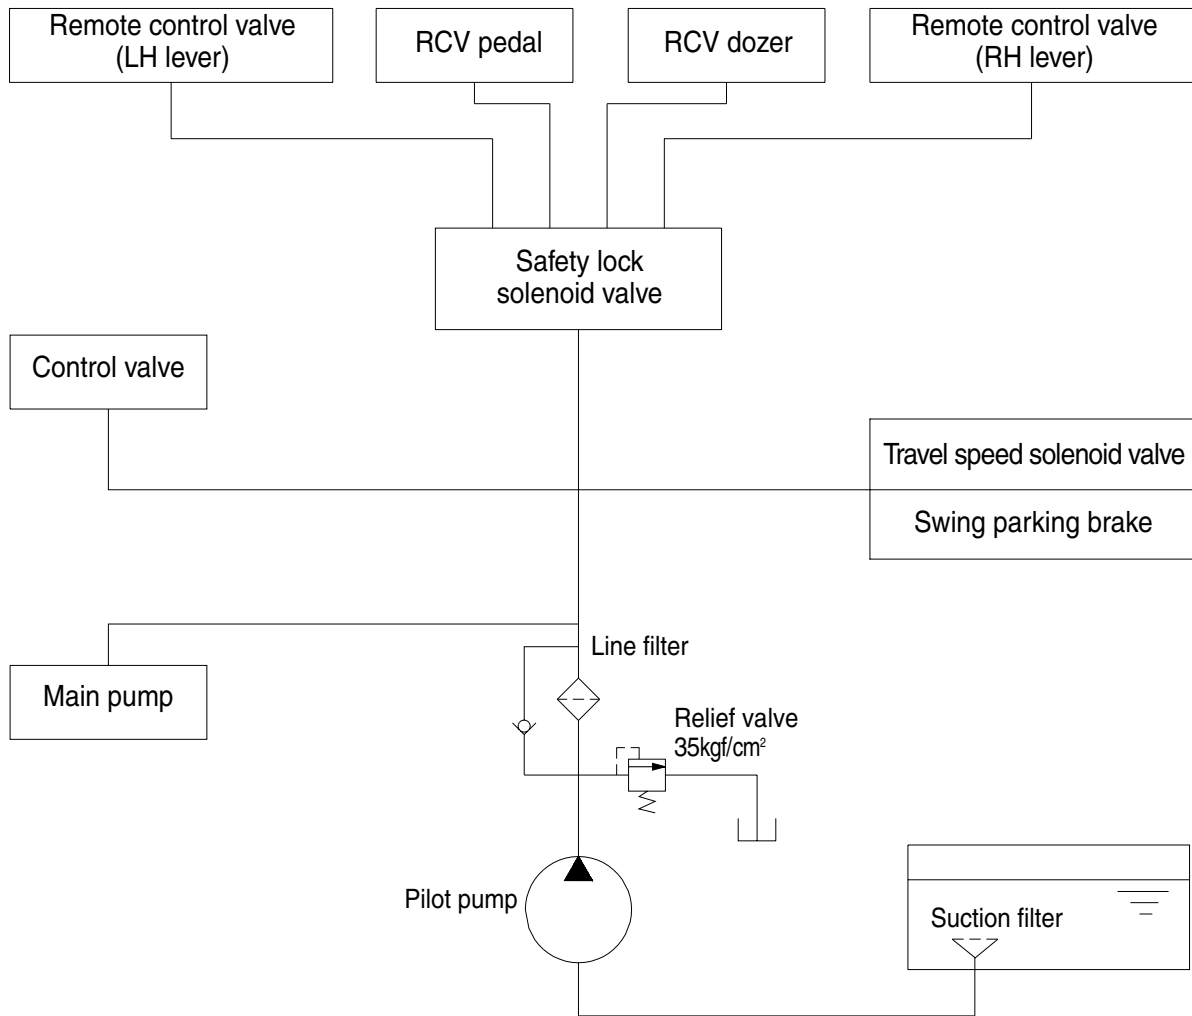 Remote control valve
(LH lever)
RCV pedal
RCV dozer
Remote control valve
(RH lever)
Safety lock
solenoid valve
Control valve
Travel speed solenoid valve
Swing parking brake
Line filter
Main pump
Relief valve
35kgf/cm²
Pilot pump
Suction filter